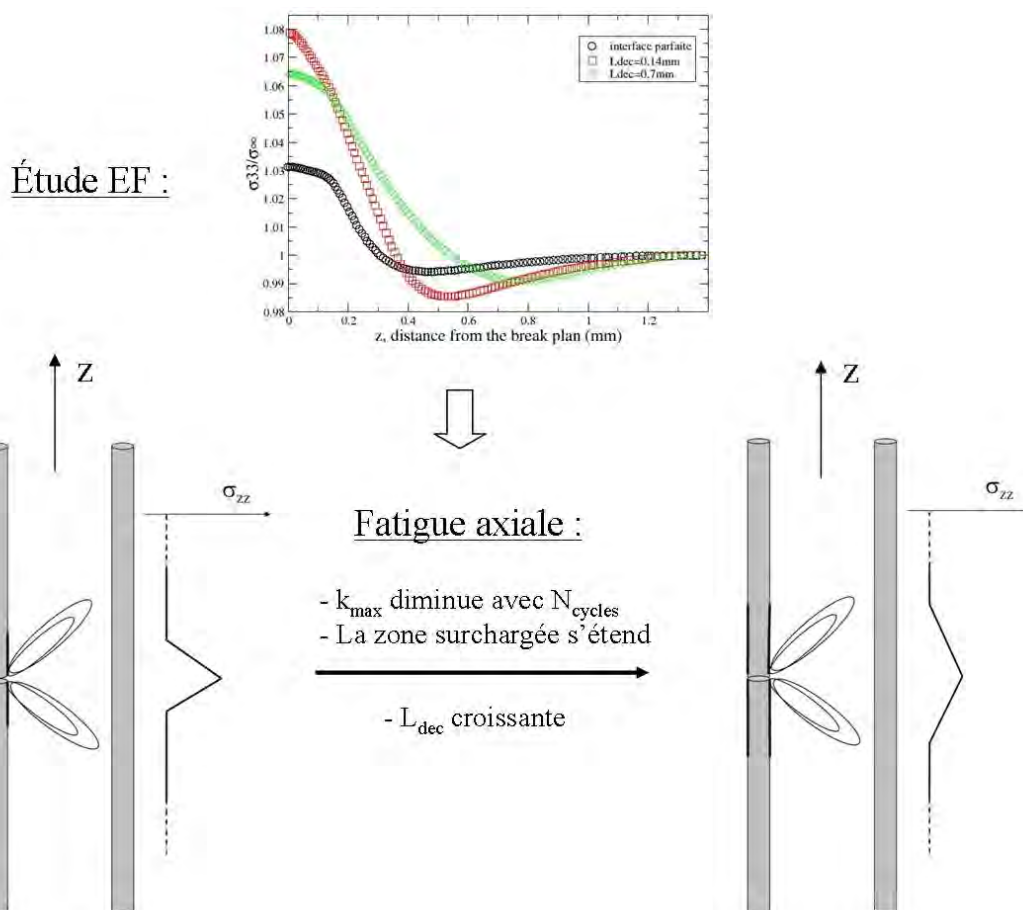 1.08
1.07
1.06
1.05
1.04
1.03
1.02
1.01
1
0.99
0.98
σ33/σ∞
interface parfaite
Ldec=0.14mm
Ldec=0.7mm
0 0.2 0.4 0.6 0.8 1 1.2
z, distance from the break plan (mm)
Étude EF :
Z
Z
σzz
σzz
Fatigue axiale :
- kmax diminue avec Ncycles
- La zone surchargée s’étend
- Ldec croissante